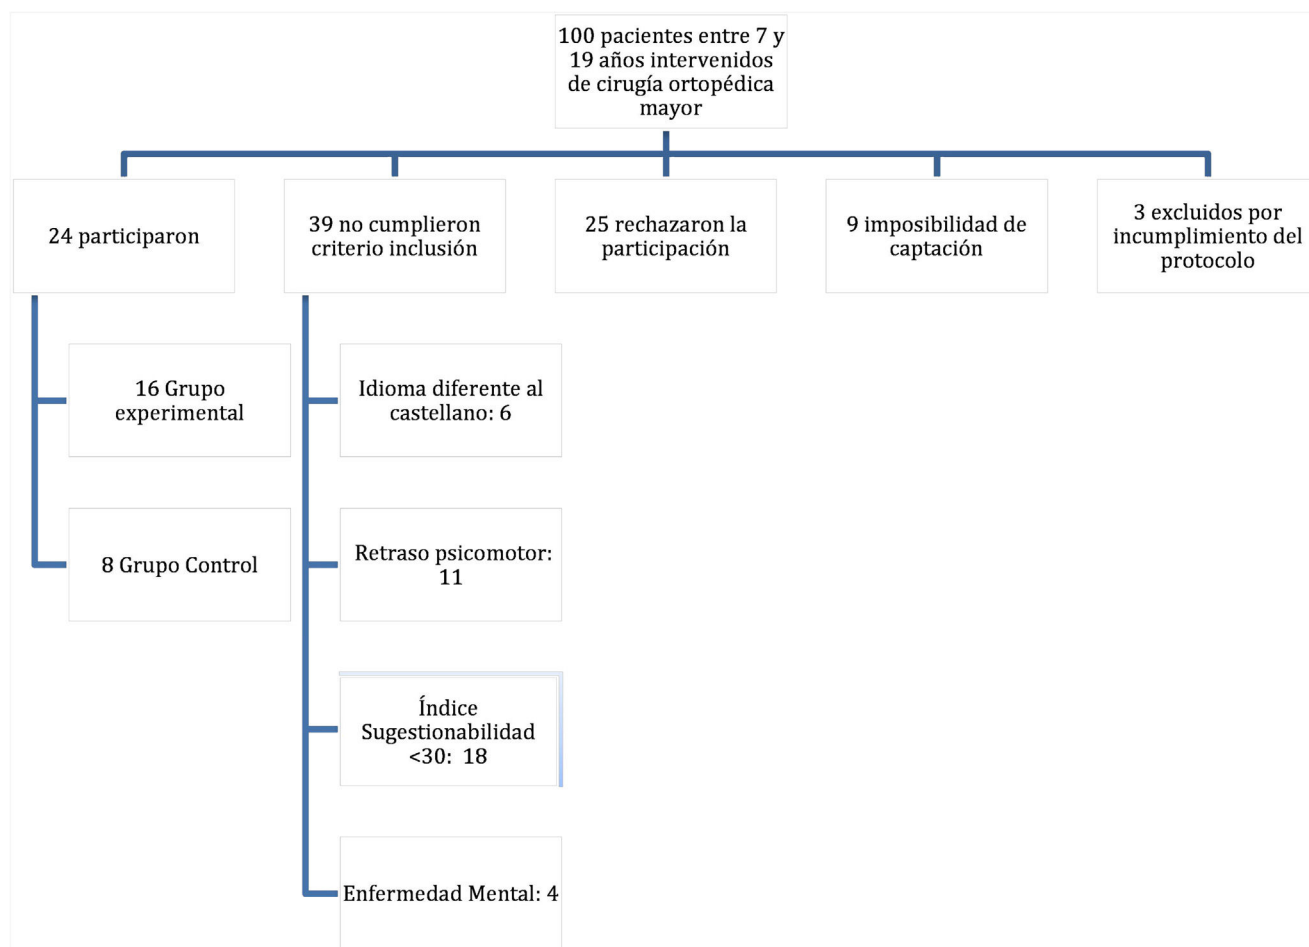 100 pacientes entre 7 y
19 años intervenidos
de cirugía ortopédica
mayor
24 participaron
39 no cumplieron
criterio inclusión
25 rechazaron la
participación
9 imposibilidad de
captación
3 excluidos por
incumplimiento del
protocolo
16 Grupo
experimental
8 Grupo Control
Idioma diferente al
castellano: 6
Retraso psicomotor:
11
Índice
Sugestionabilidad
<30:  18
Enfermedad Mental: 4